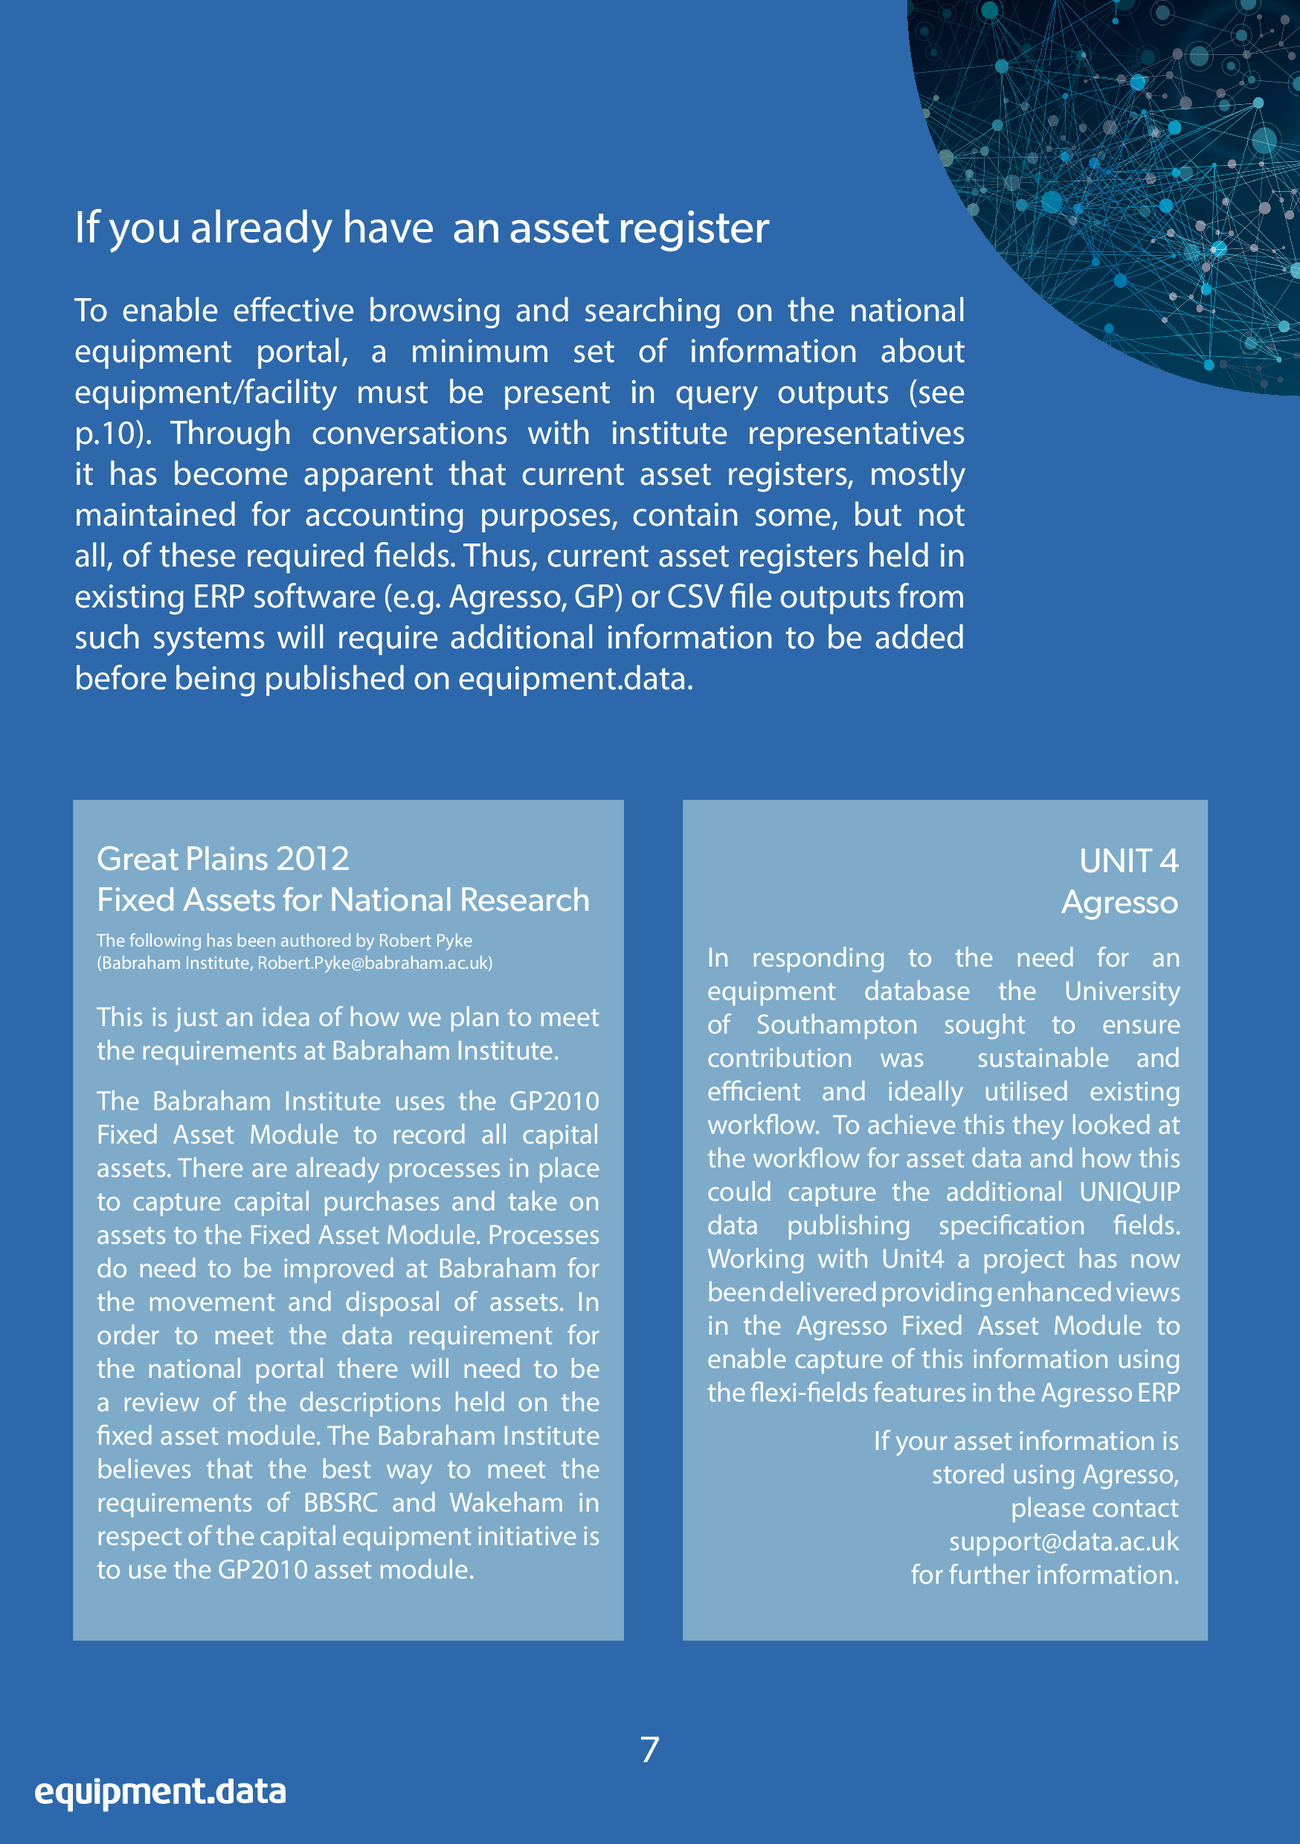 If you already have an asset register
To enable effective browsing and searching on the national
equipment portal, a minimum set of information about
equipment/facility must be present in query outputs (see
p.10). Through conversations with institute representatives
it has become apparent that current asset registers, mostly
maintained for accounting purposes, contain some, but not
all, of these required fields. Thus, current asset registers held in
existing ERP software (e.g. Agresso, GP) or CSV file outputs from
such systems will require additional information to be added
before being published on equipment.data.
Great Plains 2012
Fixed Assets for National Research
The following has been authored by Robert Pyke
(Babraham Institute, Robert.Pyke@babraham.ac.uk)
This is just an idea of how we plan to meet
the requirements at Babraham Institute.
The Babraham Institute uses the GP2010
Fixed Asset Module to record all capital
assets. There are already processes in place
to capture capital purchases and take on
assets to the Fixed Asset Module. Processes
do need to be improved at Babraham for
the movement and disposal of assets. In
order to meet the data requirement for
the national portal there will need to be
a review of the descriptions held on the
fixed asset module. The Babraham Institute
believes that the best way to meet the
requirements of BBSRC and Wakeham in
respect of the capital equipment initiative is
to use the GP2010 asset module.
UNIT 4
Agresso
In responding to the need for an
equipment database the University
of Southampton sought to ensure
contribution was sustainable and
efficient and ideally utilised existing
workflow. To achieve this they looked at
the workflow for asset data and how this
could capture the additional UNIQUIP
data publishing specification fields.
Working with Unit4 a project has now
been delivered providing enhanced views
in the Agresso Fixed Asset Module to
enable capture of this information using
the flexi-fields features in the Agresso ERP
If your asset information is
stored using Agresso,
please contact
support@data.ac.uk
for further information.
7
equipment.data